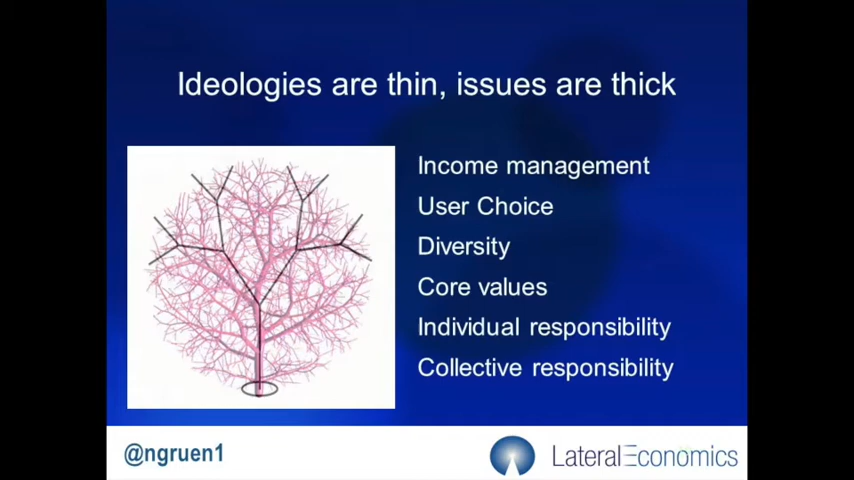 Ideologies are thin, issues are thick
Income management
User Choice
Diversity
Core values
Individual responsibility
Collective responsibility
@ngruen1
LateralEconomics